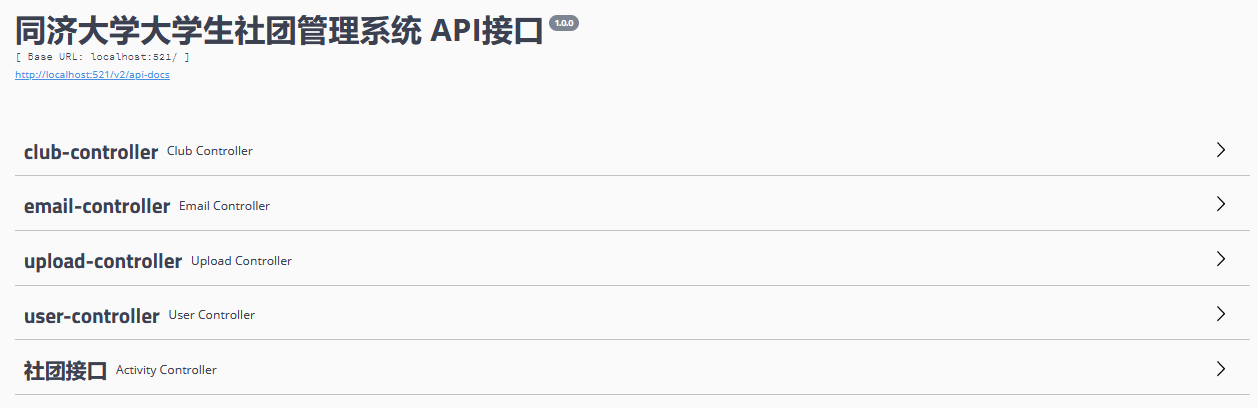 同济大学大学生社团管理系统 API接口 1.0.0
[ Base URL: localhost:521/ ]
http://localhost:521/v2/api-docs
club-controller Club Controller
email-controller Email Controller
upload-controller Upload Controller
user-controller User Controller
社团接口 Activity Controller